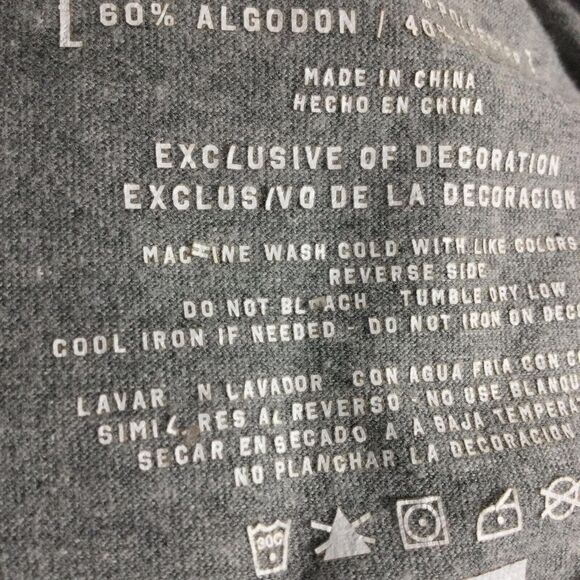 [ 60% ALGODON / 40%
MADE IN CHINA
HECHO EN CHINA
EXCLUSIVE OF DECORATION
EXCLUSIVO DE LA DECORACION
MACHINE WASH COLD WITH LIKE COLORS
REVERSE SIDE
DO NOT BL ACH TUMBLE DRY LOW
COOL IRON IF NEEDED - DO NOT IRON ON DEC
LAVAR N LAVADOR CON AGUA FRIA CON C
SIMIL RES AL REVERSO - NO USE BLANQU
SECAR EN SECADO A A BAJA TEMPERA
NO PLANCHAR LA DECORACION
30C